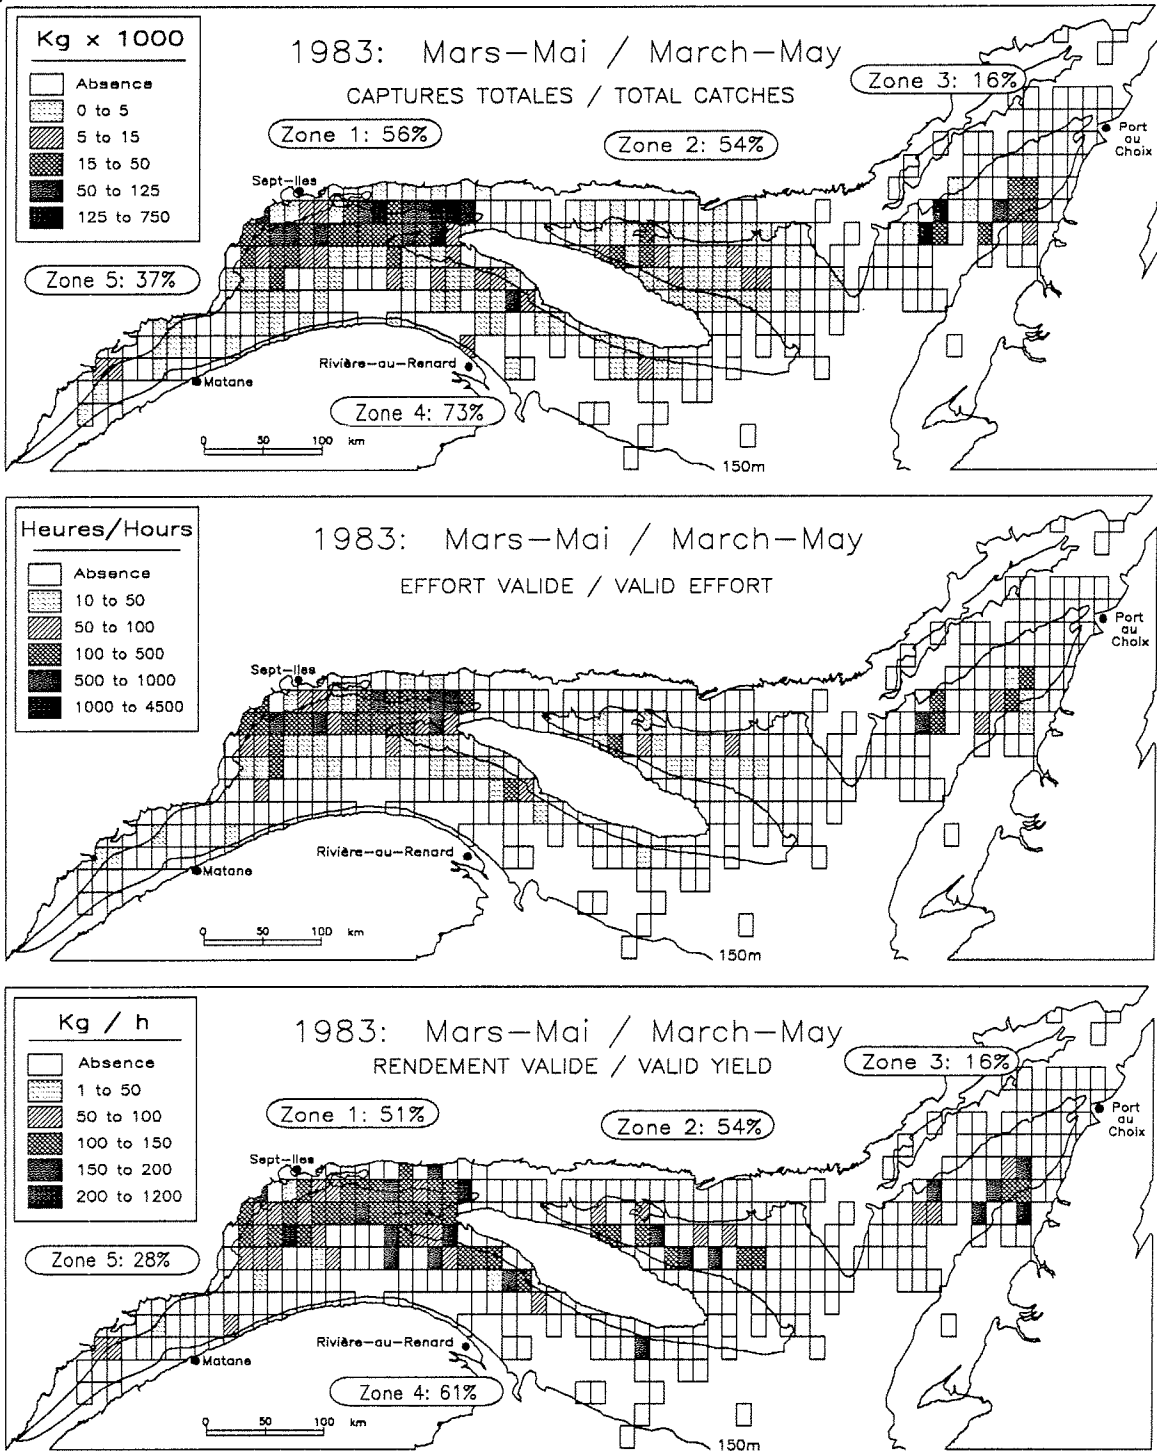 Kg x 1000
Absence
0 to 5
5 to 15
15 to 50
50 to 125
125 to 750
1983: Mars-Mai / March-May
CAPTURES TOTALES / TOTAL CATCHES
Zone 3: 16%
Zone 1: 56%
Zone 2: 54%
Port
au
Choix
Sept-Iles
Zone 5: 37%
Rivière-au-Renard
Matane
Zone 4: 73%
0 50 100 km
150m
Heures/Hours
Absence
10 to 50
50 to 100
100 to 500
500 to 1000
1000 to 4500
1983: Mars-Mai / March-May
EFFORT VALIDE / VALID EFFORT
Port
au
Choix
Sept-Iles
Rivière-au-Renard
Matane
0 50 100 km
150m
Kg / h
Absence
1 to 50
50 to 100
100 to 150
150 to 200
200 to 1200
1983: Mars-Mai / March-May
RENDEMENT VALIDE / VALID YIELD
Zone 3: 16%
Zone 1: 51%
Zone 2: 54%
Port
au
Choix
Sept-Iles
Zone 5: 28%
Rivière-au-Renard
Matane
Zone 4: 61%
0 50 100 km
150m